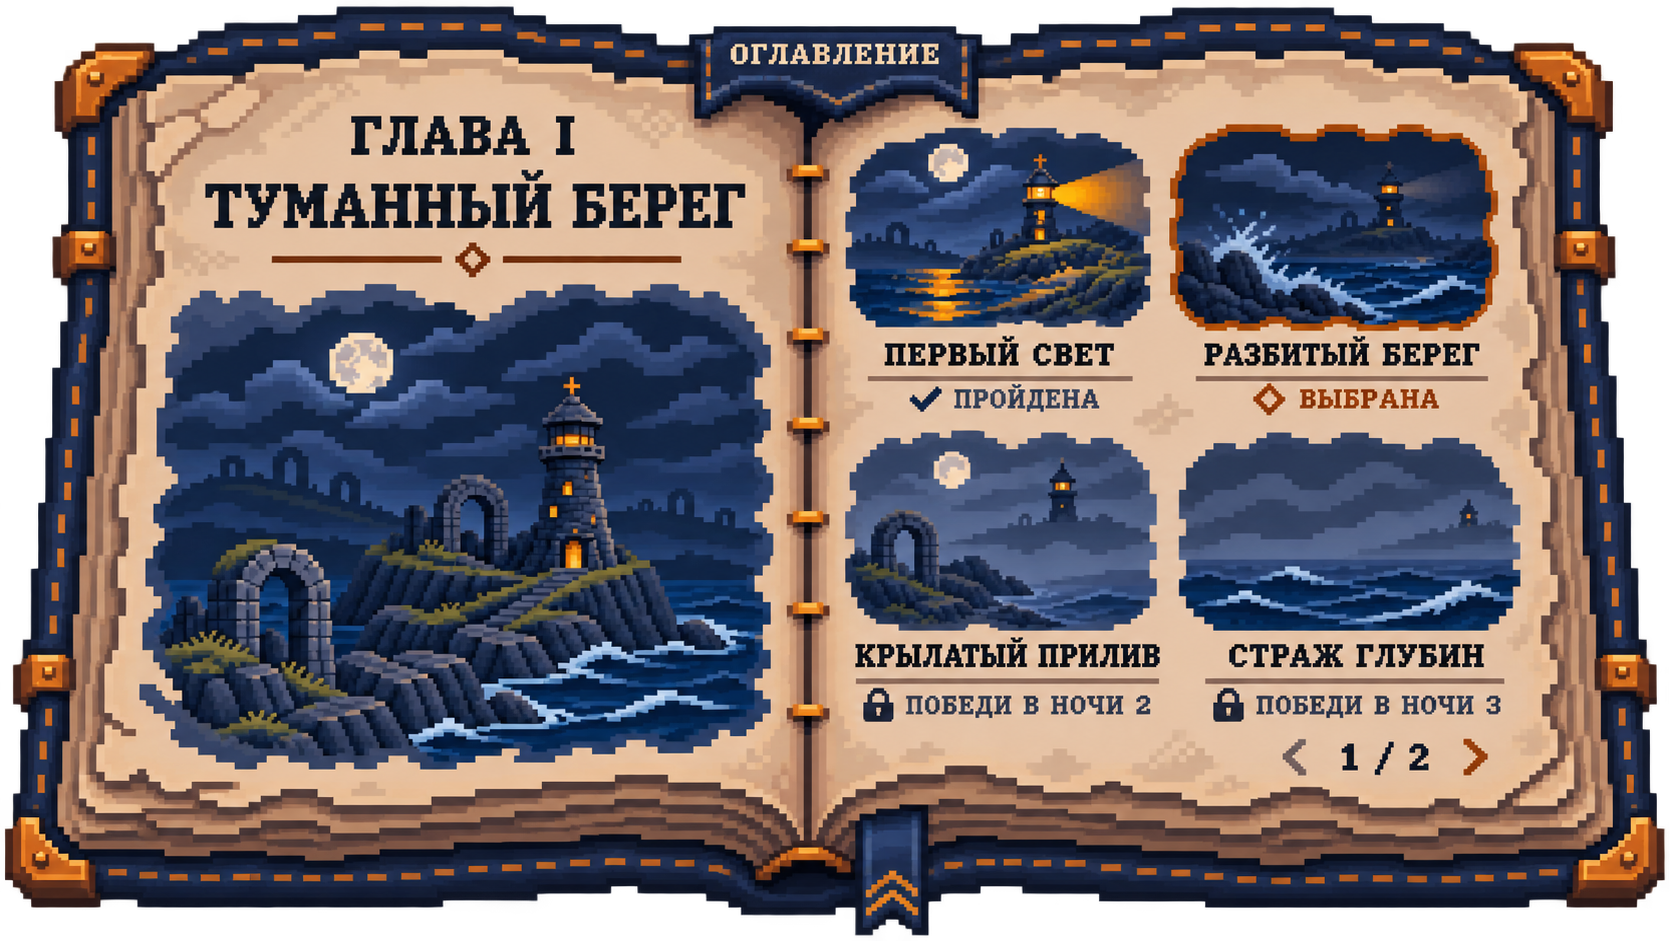 ОГЛАВЛЕНИЕ
ГЛАВА I
ТУМАННЫЙ БЕРЕГ
ПЕРВЫЙ СВЕТ
ПРОЙДЕНА
РАЗБИТЫЙ БЕРЕГ
ВЫБРАНА
КРЫЛАТЫЙ ПРИЛИВ
ПОБЕДИ В НОЧИ 2
СТРАЖ ГЛУБИН
ПОБЕДИ В НОЧИ 3
1 / 2